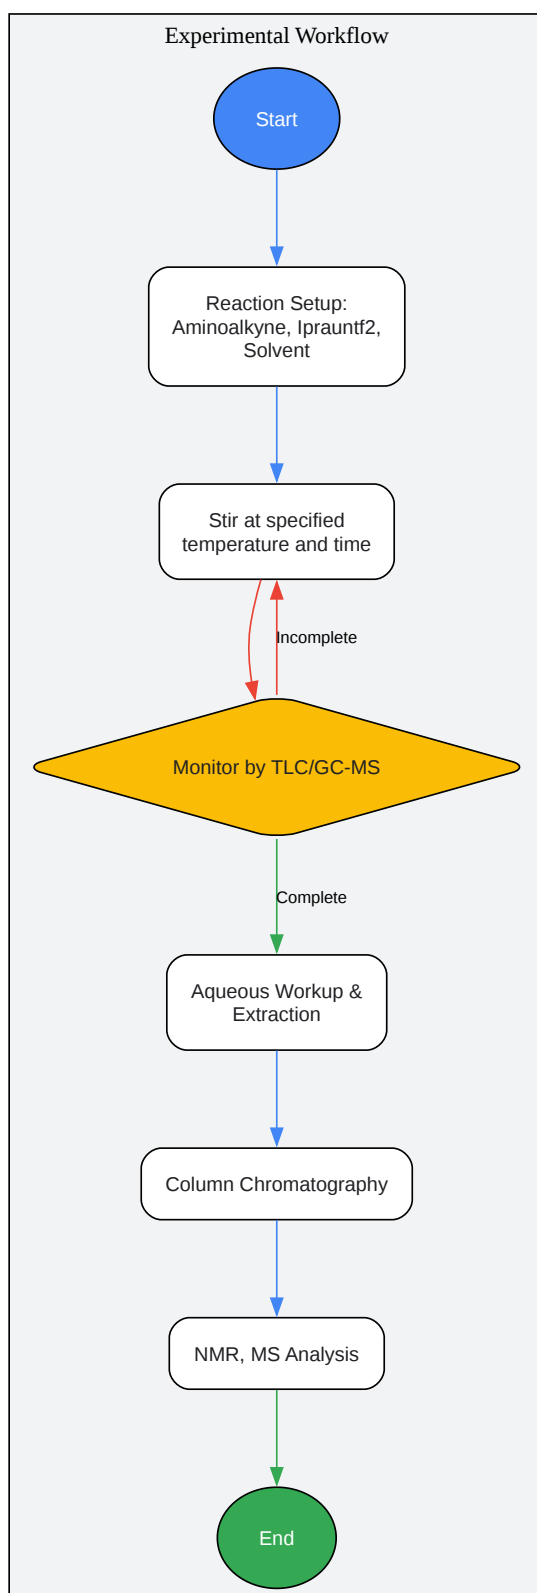 Experimental Workflow
Start
Reaction Setup:
Aminoalkyne, Iprauntf2,
Solvent
Stir at specified
temperature and time
Incomplete
Monitor by TLC/GC-MS
Complete
Aqueous Workup &
Extraction
Column Chromatography
NMR, MS Analysis
End